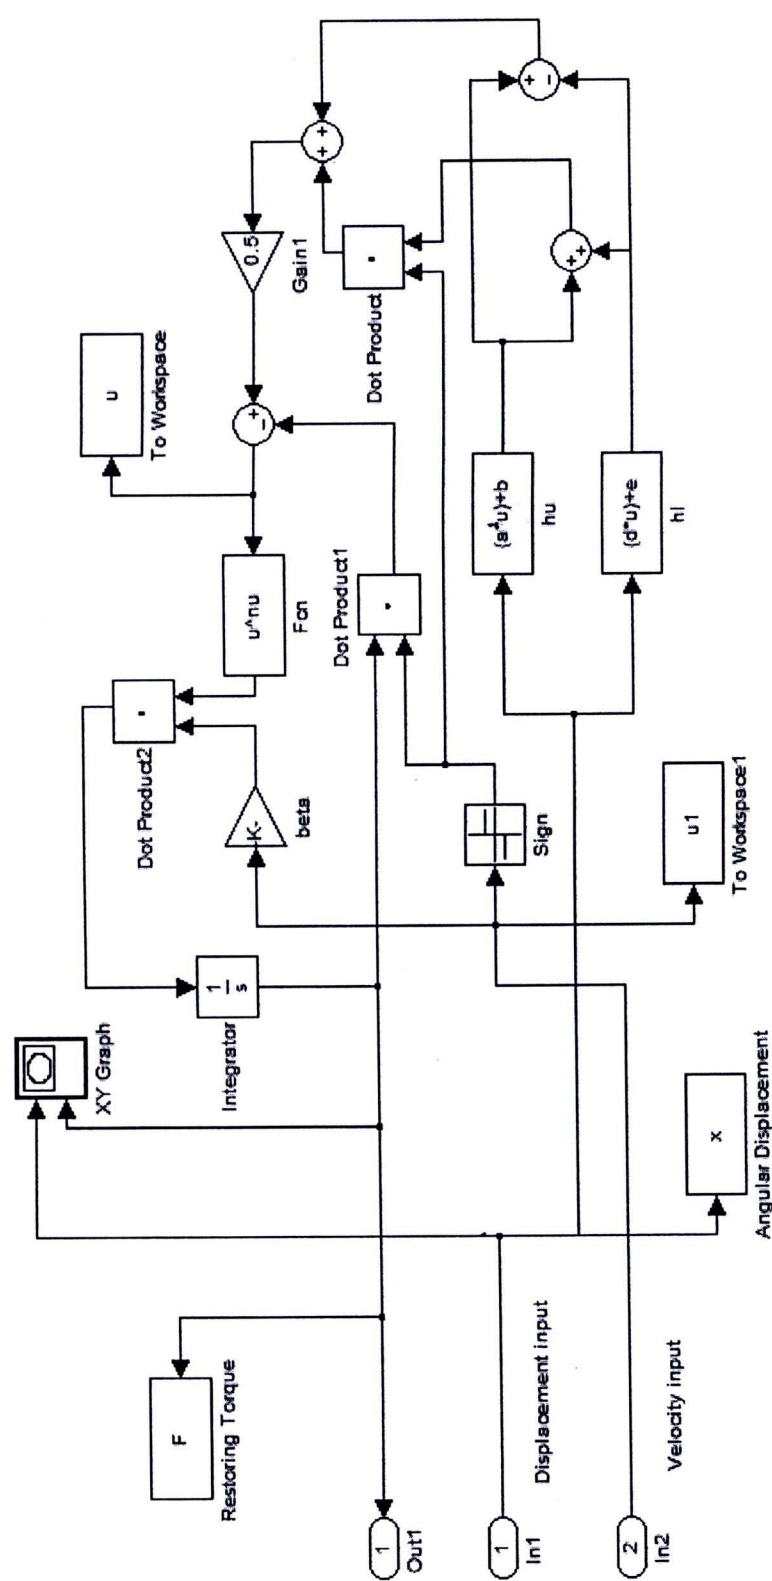 F
Restoring Torque
1
Out1
Displacement input
1
In1
Velocity input
2
In2
XY Graph
x
Angular Displacement
1
s
Integrator
Dot Product2
K-
beta
Sign
u1
To Workspace1
u^nu
Fcn
Dot Product1
u
To Workspace
hu
(d*u)+e
hl
+
-
0.5
Gain1
Dot Product
+
+
+
+
+
-